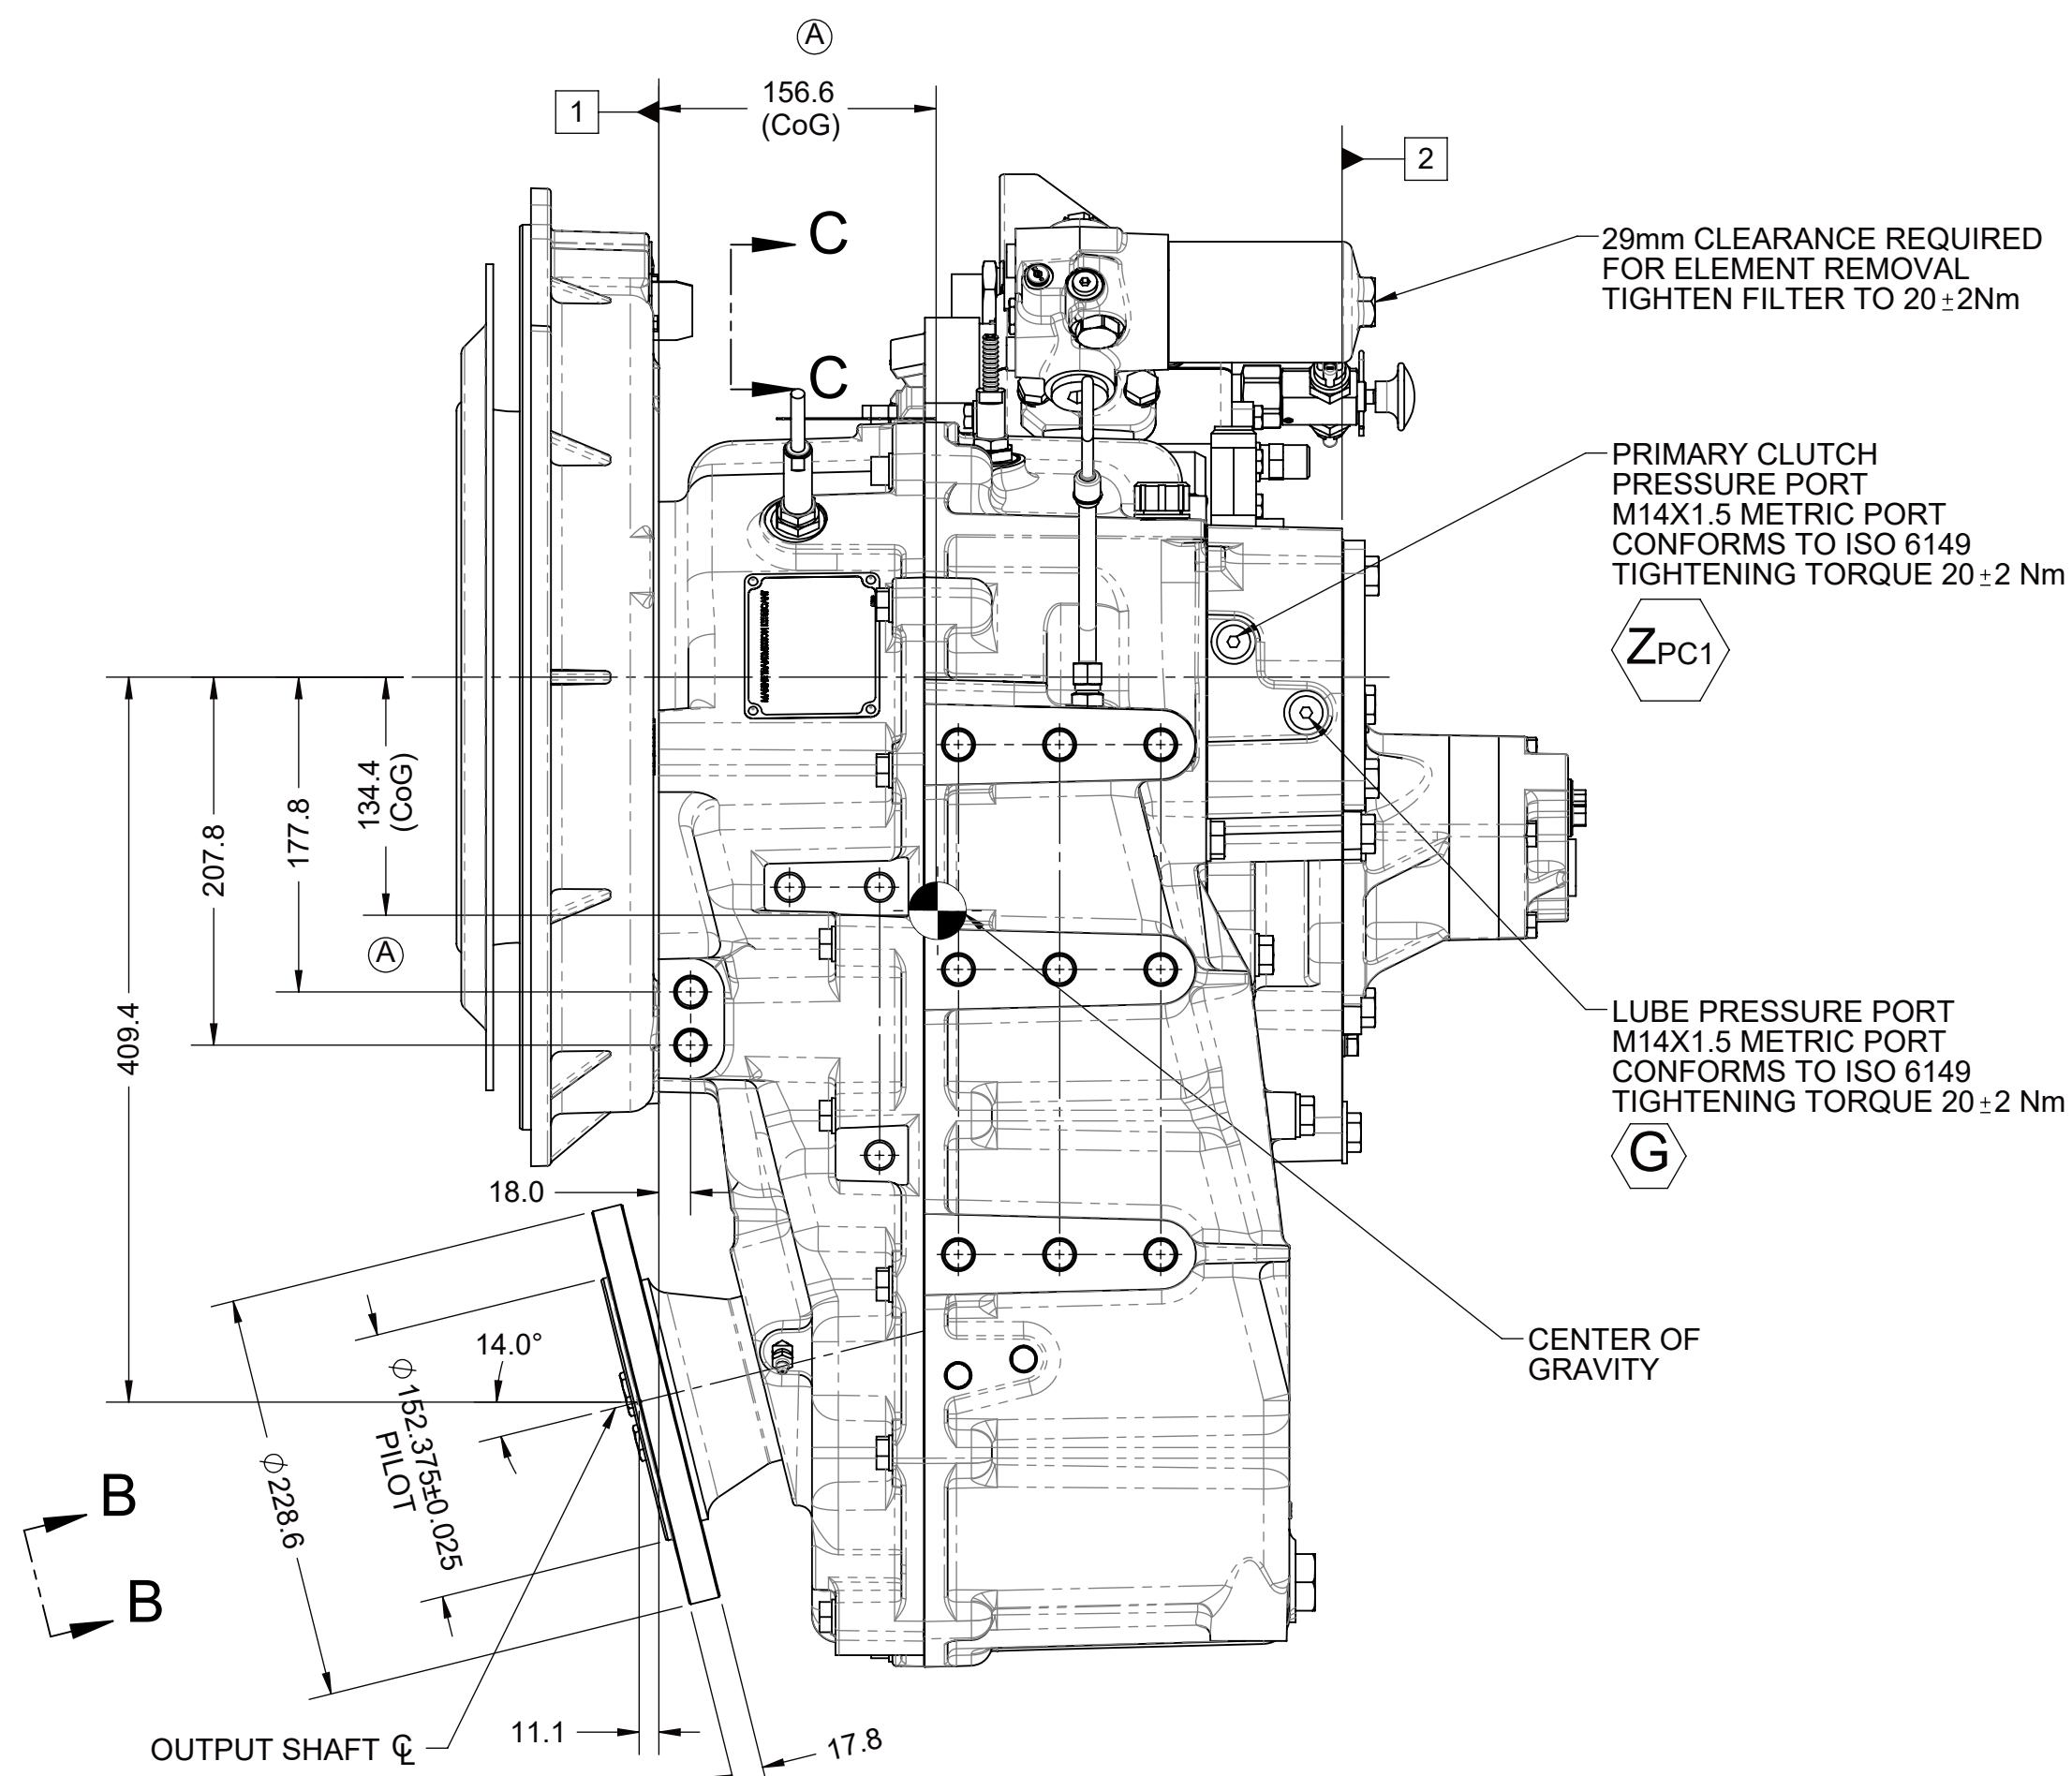 A
156.6
(CoG)
1
2
C
C
29mm CLEARANCE REQUIRED
FOR ELEMENT REMOVAL
TIGHTEN FILTER TO 20±2Nm
PRIMARY CLUTCH
PRESSURE PORT
M14X1.5 METRIC PORT
CONFORMS TO ISO 6149
TIGHTENING TORQUE 20±2 Nm
ZPC1
134.4
(CoG)
177.8
207.8
A
409.4
LUBE PRESSURE PORT
M14X1.5 METRIC PORT
CONFORMS TO ISO 6149
TIGHTENING TORQUE 20±2 Nm
G
18.0
CENTER OF
GRAVITY
14.0°
Ø152.375±0.025
PILOT
Ø228.6
B
B
11.1
17.8
OUTPUT SHAFT ℄